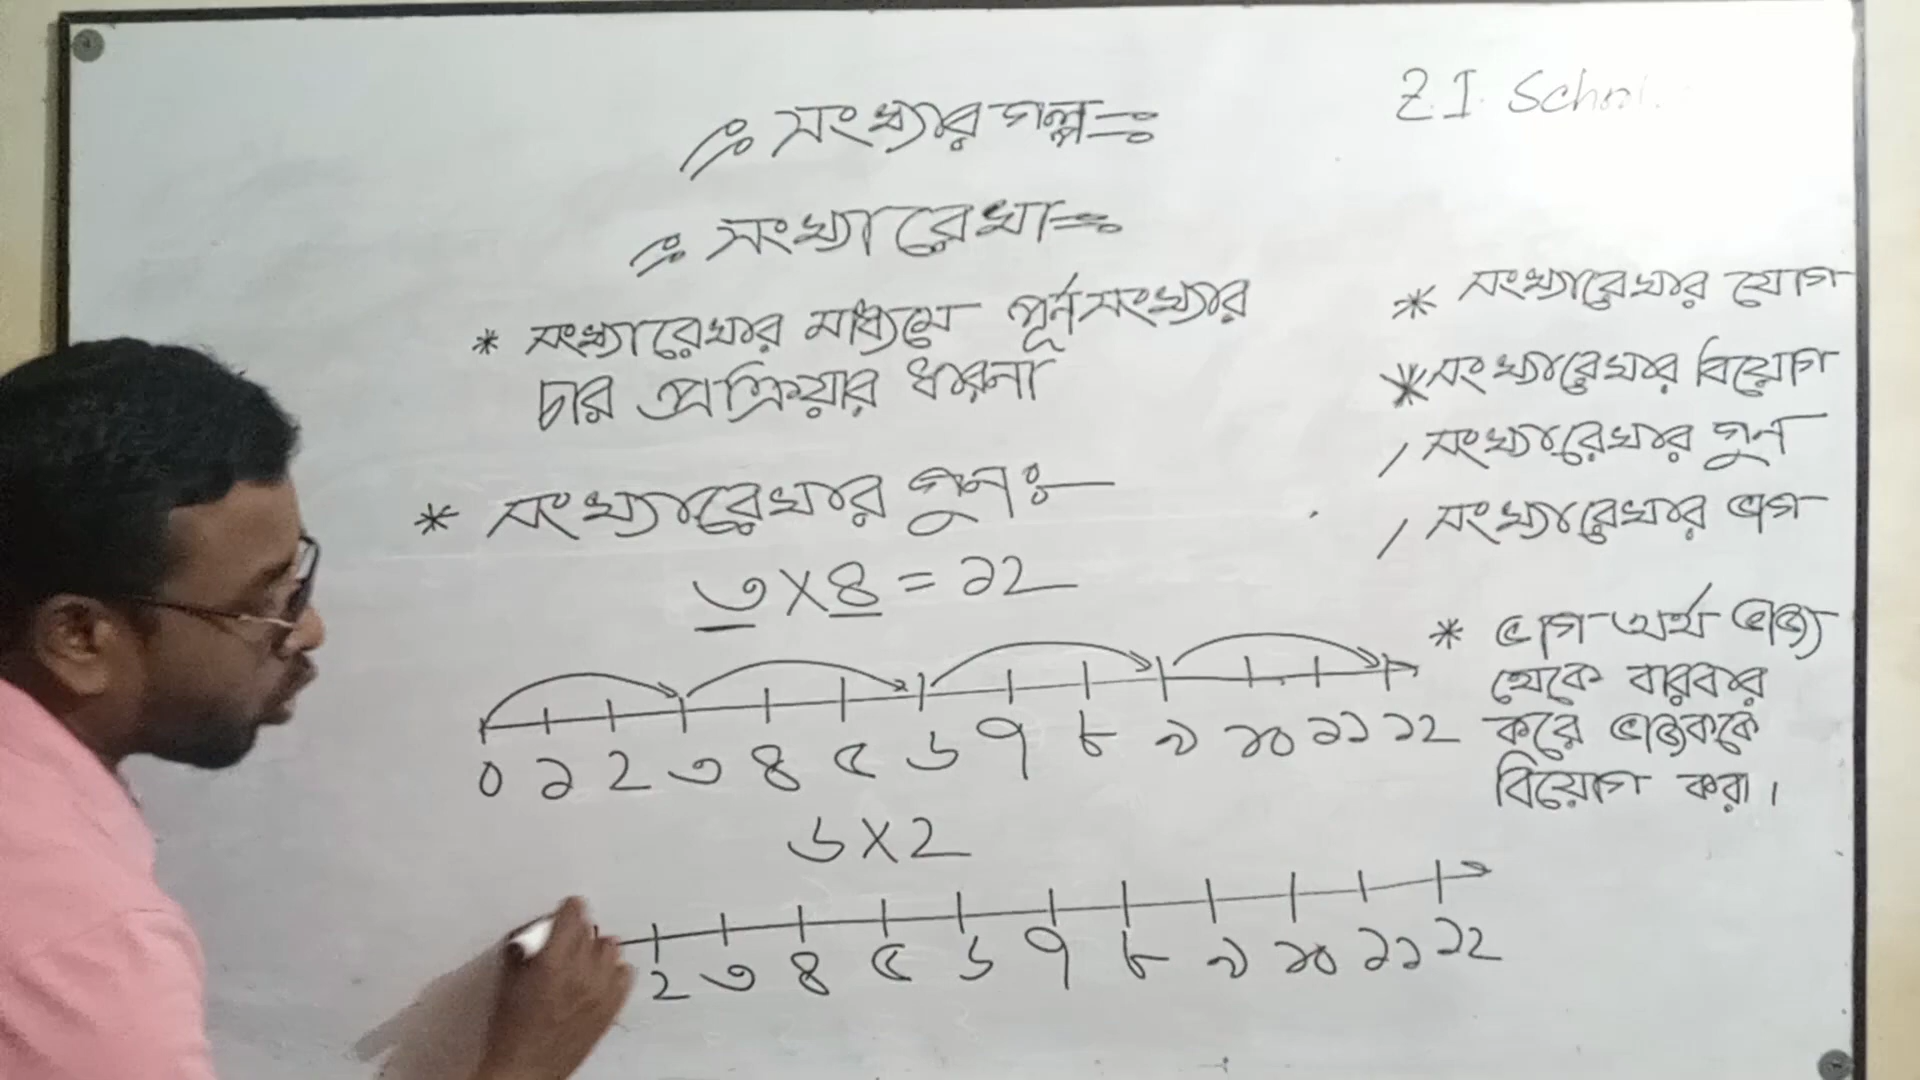 সংখ্যার গল্প
Z.I. School.
সংখ্যা রেখা
* সংখ্যারেখার মাধ্যমে পূর্নসংখ্যার
চার প্রক্রিয়ার ধারনা
* সংখ্যারেখার গুনঃ—
৩ X ৪ = ১২
০ ১ ২ ৩ ৪ ৫ ৬ ৭ ৮ ৯ ১০ ১১ ১২
৬ X ২
২ ৩ ৪ ৫ ৬ ৭ ৮ ৯ ১০ ১১ ১২
* সংখ্যারেখার যোগ
* সংখ্যারেখার বিয়োগ
/ সংখ্যারেখার গুন
/ সংখ্যারেখার ভাগ
* ভাগ অর্থ ভাজ্য
থেকে বারবার
করে ভাজককে
বিয়োগ করা।